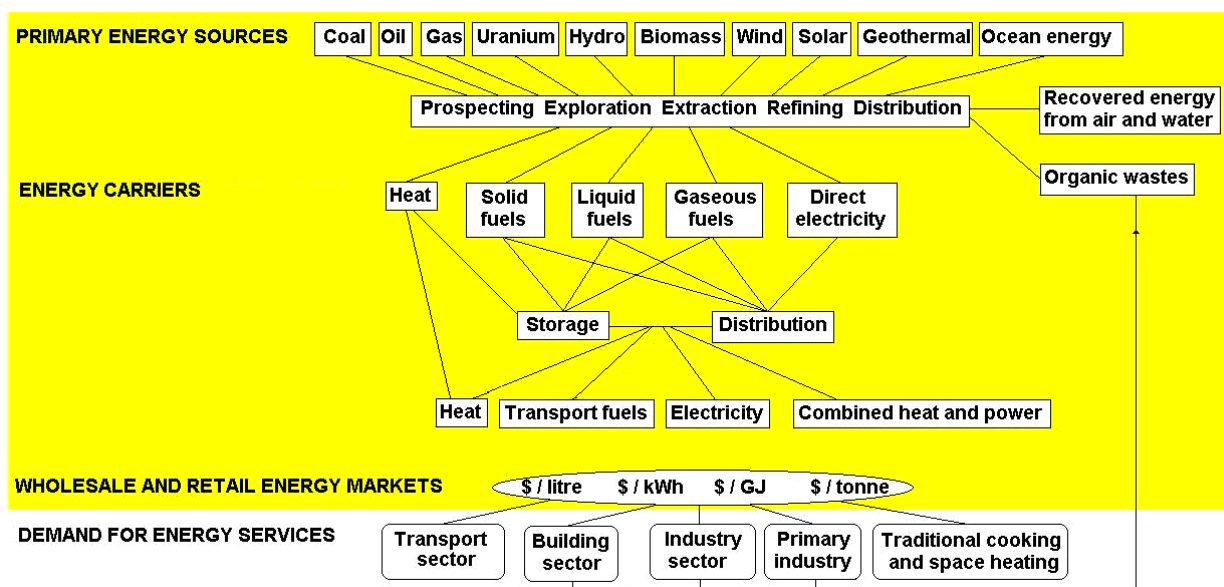 PRIMARY ENERGY SOURCES
Coal
Oil
Gas
Uranium
Hydro
Biomass
Wind
Solar
Geothermal
Ocean energy
Prospecting Exploration Extraction Refining Distribution
Recovered energy
from air and water
Organic wastes
ENERGY CARRIERS
Heat
Solid
fuels
Liquid
fuels
Gaseous
fuels
Direct
electricity
Storage
Distribution
Heat
Transport fuels
Electricity
Combined heat and power
WHOLESALE AND RETAIL ENERGY MARKETS
$ / litre $ / kWh $ / GJ $ / tonne
DEMAND FOR ENERGY SERVICES
Transport
sector
Building
sector
Industry
sector
Primary
industry
Traditional cooking
and space heating